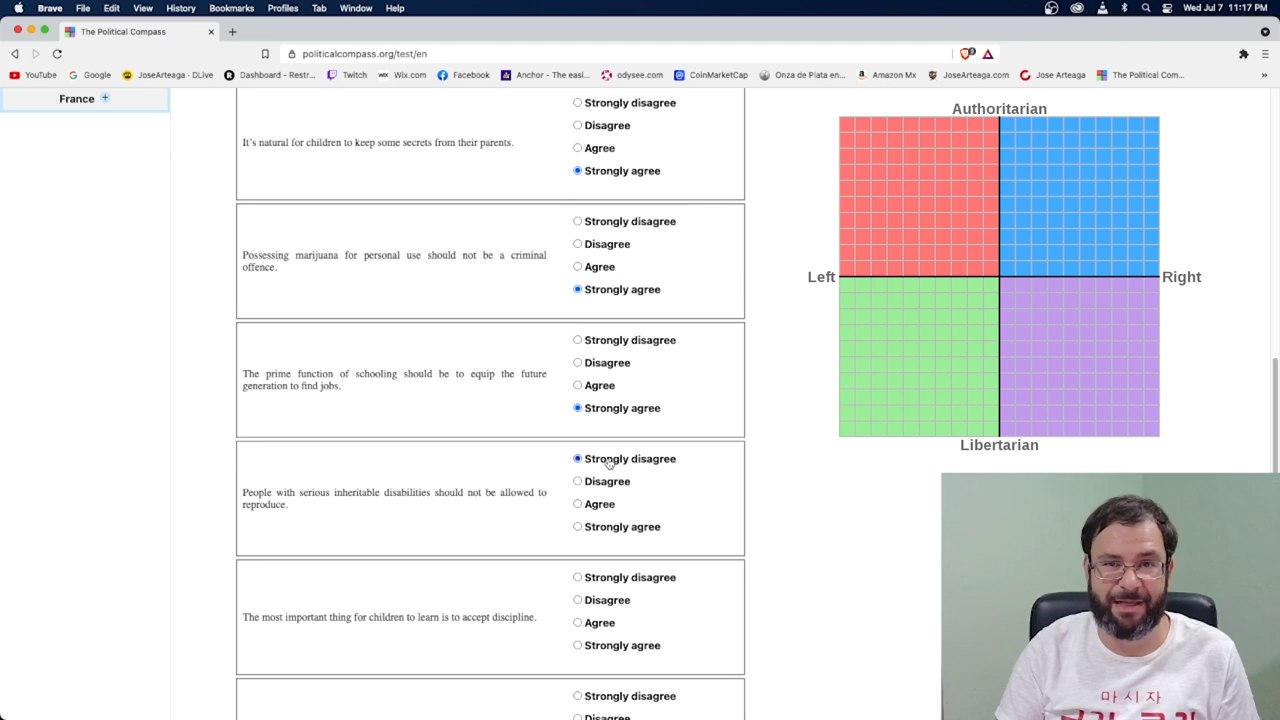 Brave File Edit View History Bookmarks Profiles Tab Window Help Wed Jul 7 11:17 PM
The Political Compass
politicalcompass.org/test/en
YouTube Google JoseArteaga - DLive Dashboard - Restr... Twitch Wix.com Facebook Anchor - The easi... odysee.com CoinMarketCap Onza de Plata en... Amazon Mx JoseArteaga.com Jose Arteaga The Political Com... »
France +
Strongly disagree
Disagree
It's natural for children to keep some secrets from their parents.
Agree
Strongly agree
Strongly disagree
Disagree
Possessing marijuana for personal use should not be a criminal
offence.
Agree
Strongly agree
Strongly disagree
Disagree
The prime function of schooling should be to equip the future
generation to find jobs.
Agree
Strongly agree
Strongly disagree
Disagree
People with serious inheritable disabilities should not be allowed to
reproduce.
Agree
Strongly agree
Strongly disagree
Disagree
The most important thing for children to learn is to accept discipline.
Agree
Strongly agree
Strongly disagree
Disagree
Authoritarian
Left
Right
Libertarian
마시자